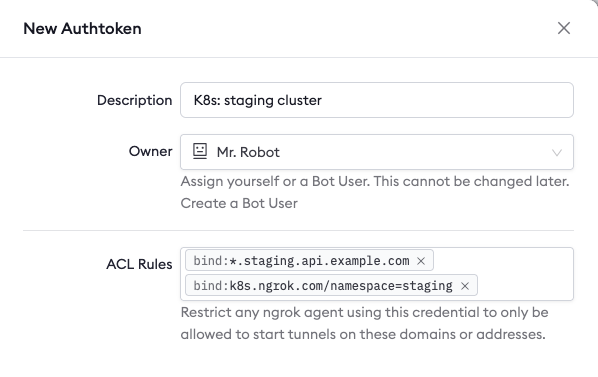 New Authtoken
Description K8s: staging cluster
Owner Mr. Robot
Assign yourself or a Bot User. This cannot be changed later.
Create a Bot User
ACL Rules bind:*.staging.api.example.com ×
bind:k8s.ngrok.com/namespace=staging ×
Restrict any ngrok agent using this credential to only be
allowed to start tunnels on these domains or addresses.